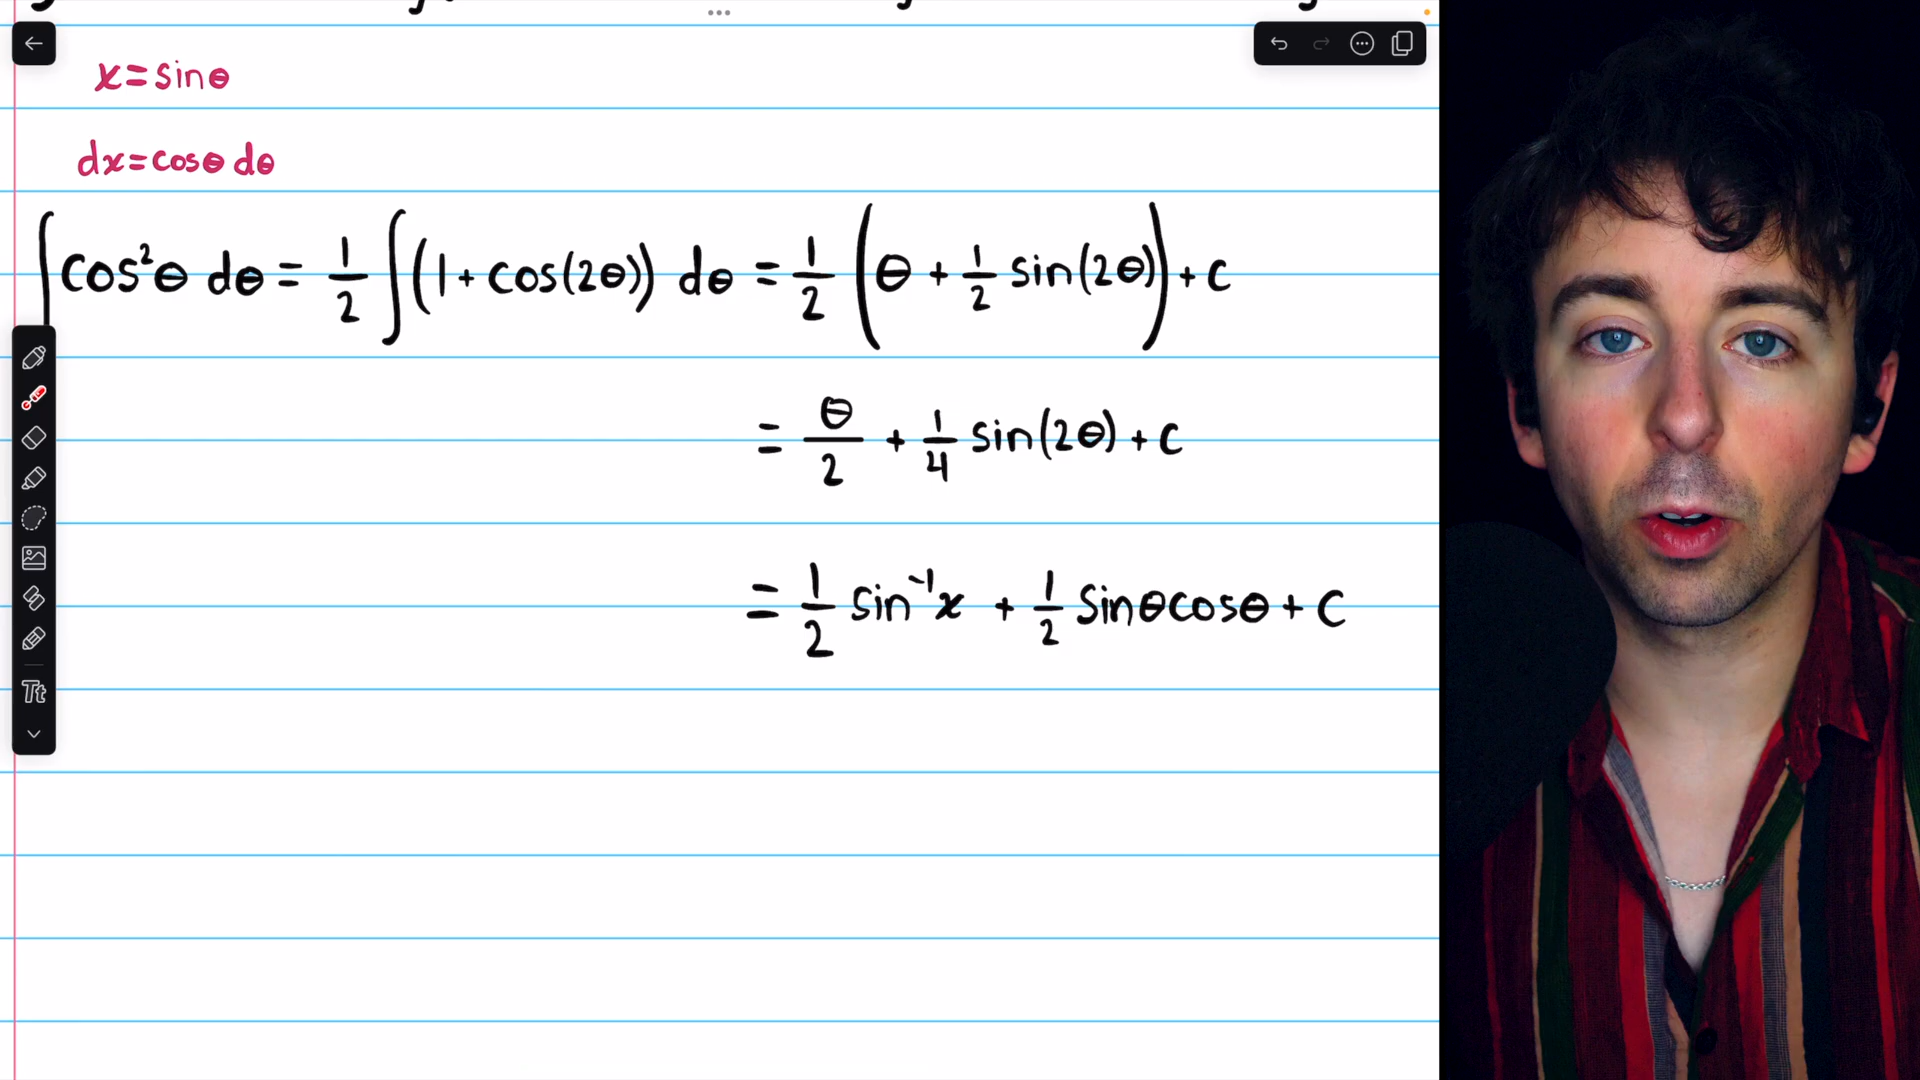 x=sinθ
dx=cosθ dθ
∫cos²θ dθ = 1/2 ∫(1+cos(2θ)) dθ = 1/2 (θ + 1/2 sin(2θ)) + C
= θ/2 + 1/4 sin(2θ) + C
= 1/2 sin⁻¹x + 1/2 sinθcosθ + C
Tt